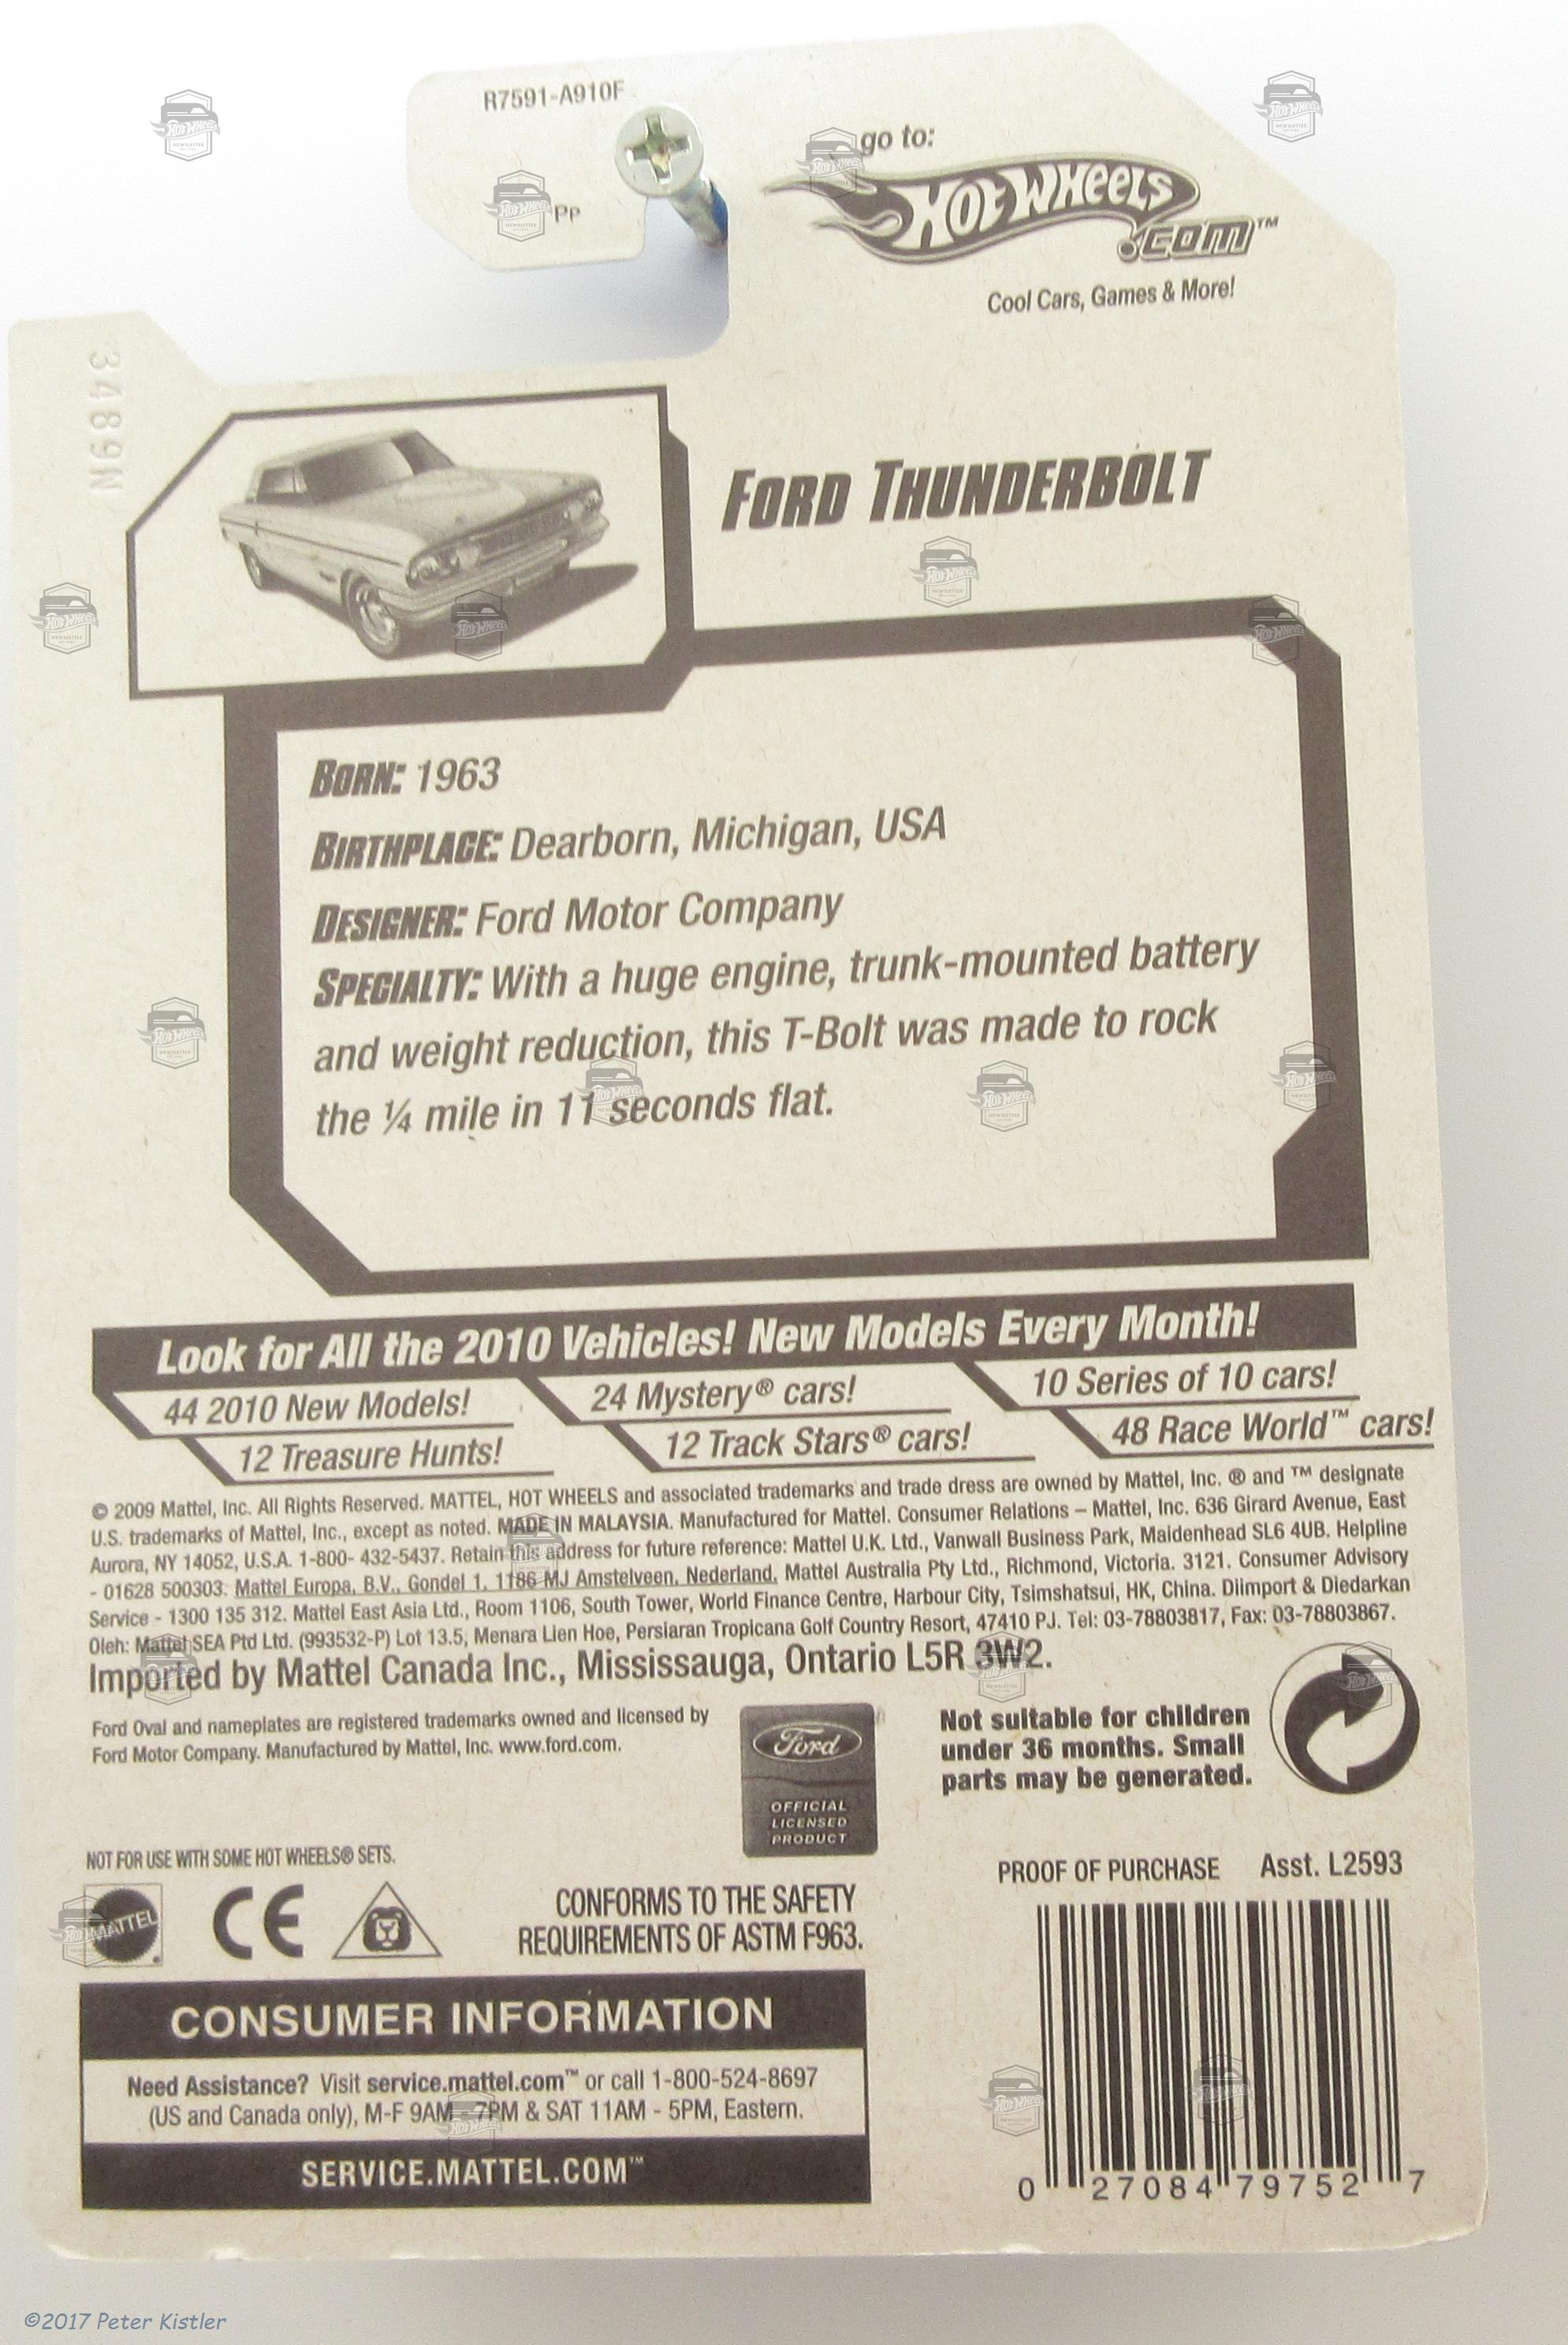 R7591-A910F
Pp
go to:
Hot Wheels
.com™
Cool Cars, Games & More!
3489N
Ford Thunderbolt
Born: 1963
Birthplace: Dearborn, Michigan, USA
Designer: Ford Motor Company
Specialty: With a huge engine, trunk-mounted battery
and weight reduction, this T-Bolt was made to rock
the ¼ mile in 11 seconds flat.
Look for All the 2010 Vehicles! New Models Every Month!
44 2010 New Models!
24 Mystery® cars!
10 Series of 10 cars!
12 Treasure Hunts!
12 Track Stars® cars!
48 Race World™ cars!
© 2009 Mattel, Inc. All Rights Reserved. MATTEL, HOT WHEELS and associated trademarks and trade dress are owned by Mattel, Inc. ® and ™ designate
U.S. trademarks of Mattel, Inc., except as noted. MADE IN MALAYSIA. Manufactured for Mattel. Consumer Relations – Mattel, Inc. 636 Girard Avenue, East
Aurora, NY 14052, U.S.A. 1-800- 432-5437. Retain this address for future reference: Mattel U.K. Ltd., Vanwall Business Park, Maidenhead SL6 4UB. Helpline
- 01628 500303. Mattel Europa, B.V., Gondel 1, 1186 MJ Amstelveen, Nederland. Mattel Australia Pty Ltd., Richmond, Victoria. 3121. Consumer Advisory
Service - 1300 135 312. Mattel East Asia Ltd., Room 1106, South Tower, World Finance Centre, Harbour City, Tsimshatsui, HK, China. Diimport & Diedarkan
Oleh: Mattel SEA Ptd Ltd. (993532-P) Lot 13.5, Menara Lien Hoe, Persiaran Tropicana Golf Country Resort, 47410 PJ. Tel: 03-78803817, Fax: 03-78803867.
Imported by Mattel Canada Inc., Mississauga, Ontario L5R 3W2.
Ford Oval and nameplates are registered trademarks owned and licensed by
Ford Motor Company. Manufactured by Mattel, Inc. www.ford.com.
Ford
OFFICIAL
LICENSED
PRODUCT
Not suitable for children
under 36 months. Small
parts may be generated.
NOT FOR USE WITH SOME HOT WHEELS® SETS.
MATTEL
CE
CONFORMS TO THE SAFETY
REQUIREMENTS OF ASTM F963.
PROOF OF PURCHASE Asst. L2593
CONSUMER INFORMATION
Need Assistance? Visit service.mattel.com™ or call 1-800-524-8697
(US and Canada only), M-F 9AM - 7PM & SAT 11AM - 5PM, Eastern.
SERVICE.MATTEL.COM™
0 27084 79752 7
©2017 Peter Kistler